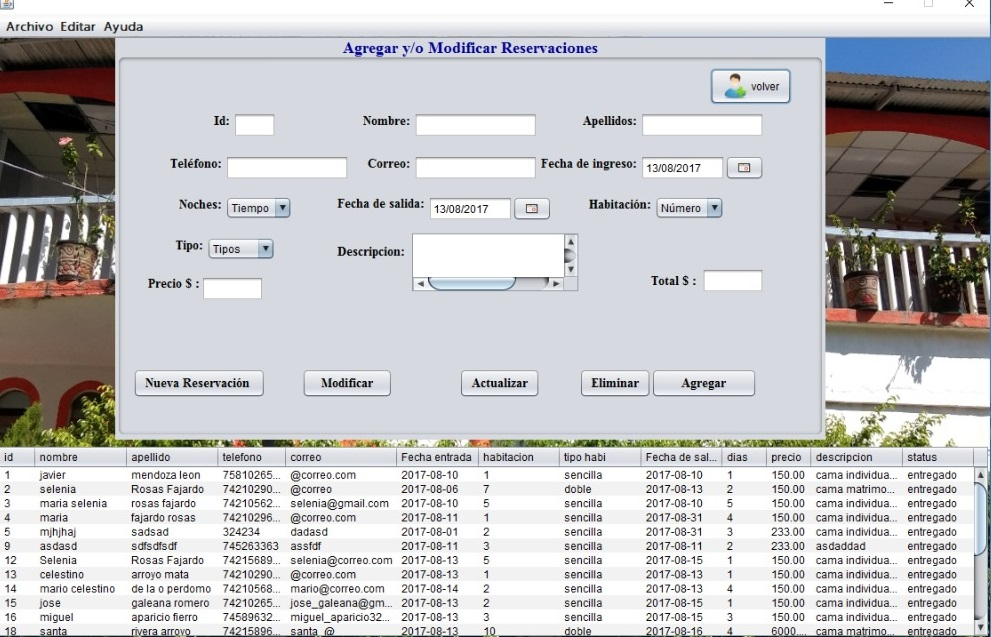 Archivo Editar Ayuda
Agregar y/o Modificar Reservaciones
volver
Id: Nombre: Apellidos:
Teléfono: Correo: Fecha de ingreso: 13/08/2017
Noches: Tiempo Fecha de salida: 13/08/2017 Habitación: Número
Tipo: Tipos Descripcion:
Precio $ : Total $ :
Nueva Reservación Modificar Actualizar Eliminar Agregar
id nombre apellido telefono correo Fecha entrada habitacion tipo habi Fecha de sal... dias precio descripcion status
1 javier mendoza leon 75810265... @correo.com 2017-08-10 1 sencilla 2017-08-10 1 150.00 cama individua... entregado
2 selenia Rosas Fajardo 74210290... @correo 2017-08-06 7 doble 2017-08-13 2 150.00 cama matrimo... entregado
3 maria selenia rosas fajardo 74210562... selenia@gmail.com 2017-08-10 5 sencilla 2017-08-10 5 150.00 cama individua... entregado
4 maria fajardo rosas 74210296... @correo.com 2017-08-11 1 sencilla 2017-08-31 4 150.00 cama individua... entregado
5 mjhjhaj sadsad 324234 dadasd 2017-08-01 2 sencilla 2017-08-31 3 233.00 cama individua... entregado
9 asdasd sdfsdfsdf 745263363 assfdf 2017-08-11 3 sencilla 2017-08-11 2 233.00 asdaddad entregado
12 Selenia Rosas Fajardo 74215689... selenia@correo.com 2017-08-13 5 sencilla 2017-08-15 1 150.00 cama individua... entregado
13 celestino arroyo mata 74210290... @correo.com 2017-08-13 1 sencilla 2017-08-13 1 150.00 cama individua... entregado
14 mario celestino de la o perdomo 74210568... mario@correo.com 2017-08-14 2 sencilla 2017-08-13 4 150.00 cama individua... entregado
15 jose galeana romero 74210265... jose_galeana@gm... 2017-08-13 2 sencilla 2017-08-15 1 150.00 cama individua... entregado
16 miguel aparicio fierro 74589632... miguel_aparicio32... 2017-08-13 3 sencilla 2017-08-15 3 150.00 cama individua... entregado
18 santa rivera arroyo 74215896... santa_@ 2017-08-13 10 doble 2017-08-16 4 6000.... cama matrimo... entregado